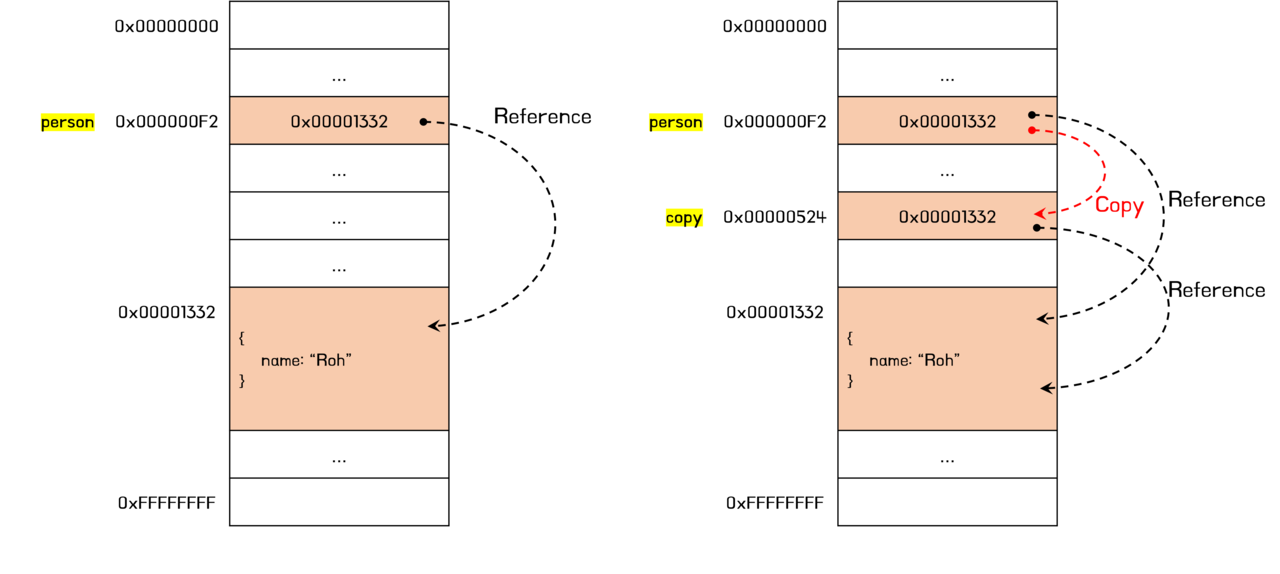 0x00000000
...
person 0x000000F2 0x00001332 Reference
...
...
...
0x00001332
{
name: “Roh”
}
...
0xFFFFFFFF
0x00000000
...
person 0x000000F2 0x00001332
...
Copy Reference
copy 0x00000524 0x00001332
Reference
0x00001332
{
name: “Roh”
}
...
0xFFFFFFFF